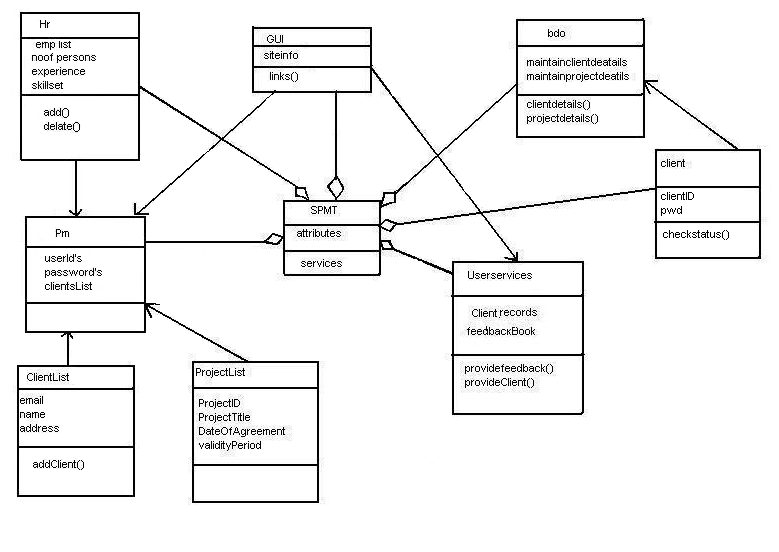 Hr
emp list
noof persons
experience
skillset
add()
delate()
GUI
siteinfo
links()
bdo
maintainclientdeatails
maintainprojectdeatils
clientdetails()
projectdetails()
client
clientID
pwd
checkstatus()
SPMT
attributes
services
Pm
userId's
password's
clientsList
Userservices
Client records
feedbackBook
providefeedback()
provideClient()
ClientList
email
name
address
addClient()
ProjectList
ProjectID
ProjectTitle
DateOfAgreement
validityPeriod